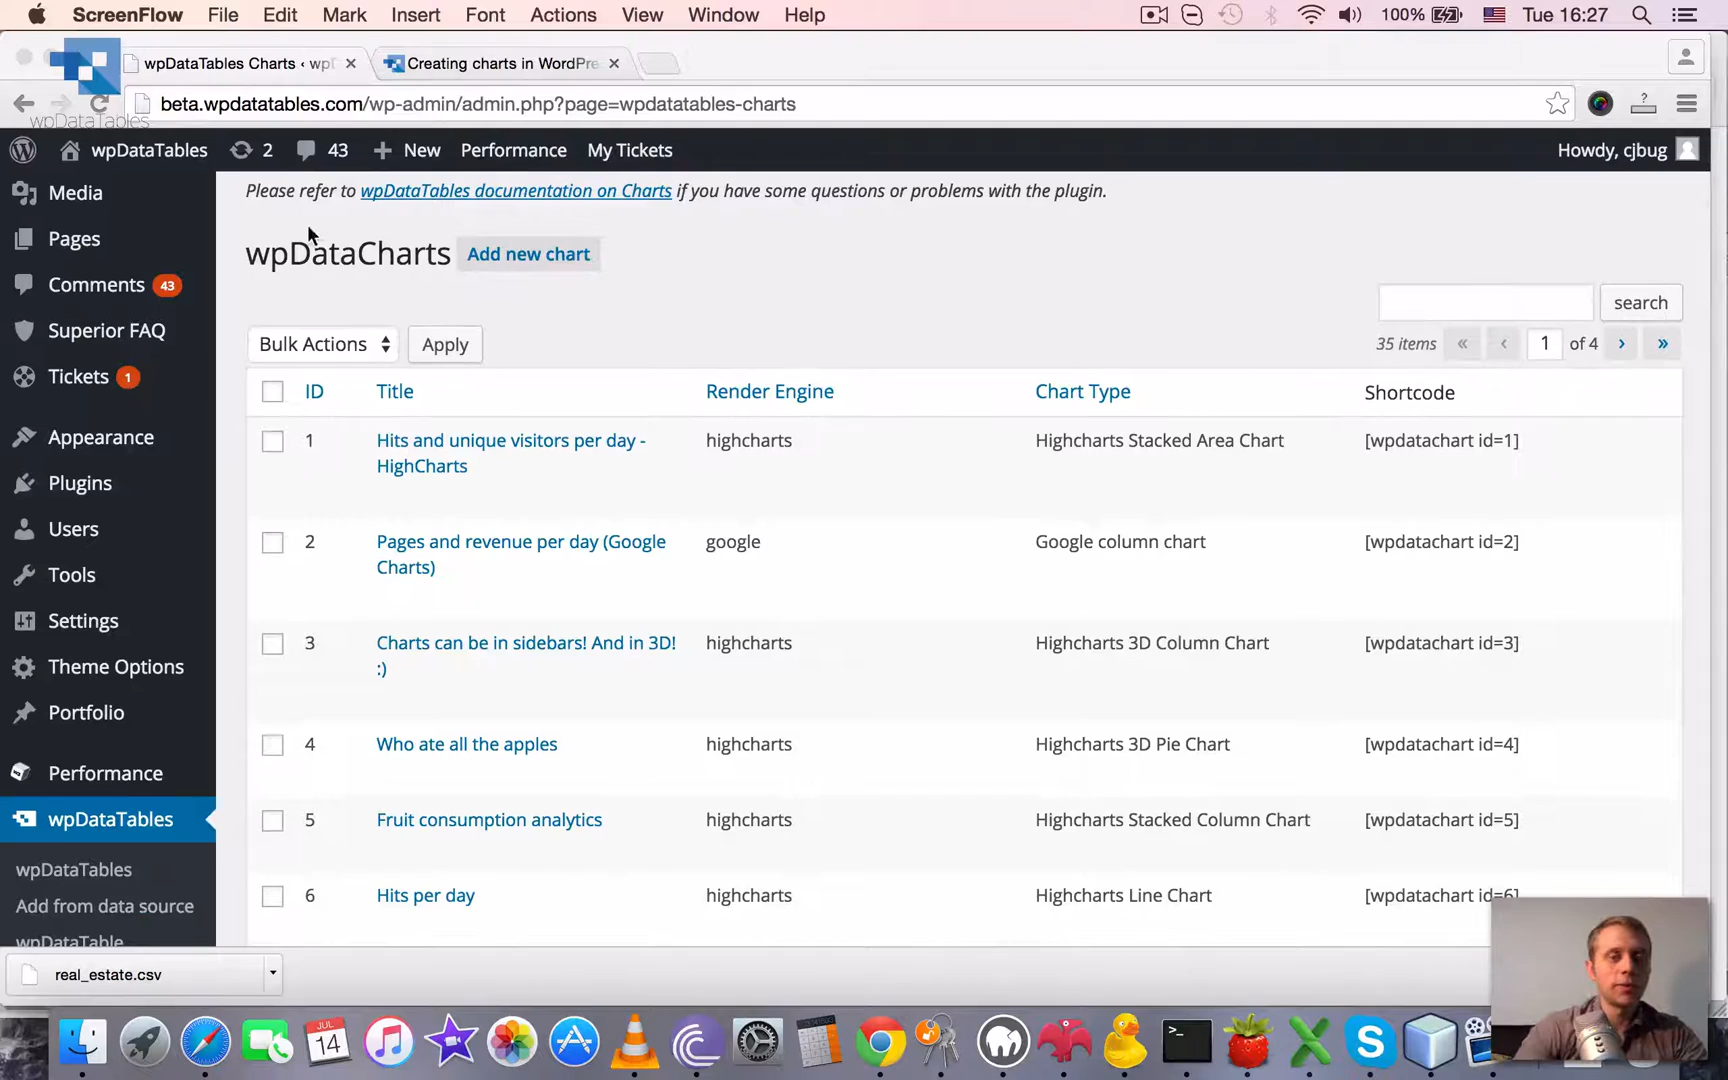 ScreenFlow File Edit Mark Insert Font Actions View Window Help 100% Tue 16:27
wpDataTables Charts ‹ wpD Creating charts in WordPre
beta.wpdatatables.com/wp-admin/admin.php?page=wpdatatables-charts
wpDataTables
wpDataTables 2 43 New Performance My Tickets Howdy, cjbug
Media
Pages
Comments 43
Superior FAQ
Tickets 1
Appearance
Plugins
Users
Tools
Settings
Theme Options
Portfolio
Performance
wpDataTables
wpDataTables
Add from data source
wpDataTable
Please refer to wpDataTables documentation on Charts if you have some questions or problems with the plugin.
wpDataCharts Add new chart
search
Bulk Actions Apply 35 items « ‹ 1 of 4 › »
ID Title Render Engine Chart Type Shortcode
1 Hits and unique visitors per day - highcharts Highcharts Stacked Area Chart [wpdatachart id=1]
HighCharts
2 Pages and revenue per day (Google google Google column chart [wpdatachart id=2]
Charts)
3 Charts can be in sidebars! And in 3D! highcharts Highcharts 3D Column Chart [wpdatachart id=3]
:)
4 Who ate all the apples highcharts Highcharts 3D Pie Chart [wpdatachart id=4]
5 Fruit consumption analytics highcharts Highcharts Stacked Column Chart [wpdatachart id=5]
6 Hits per day highcharts Highcharts Line Chart [wpdatachart id=6]
real_estate.csv
JUL
14